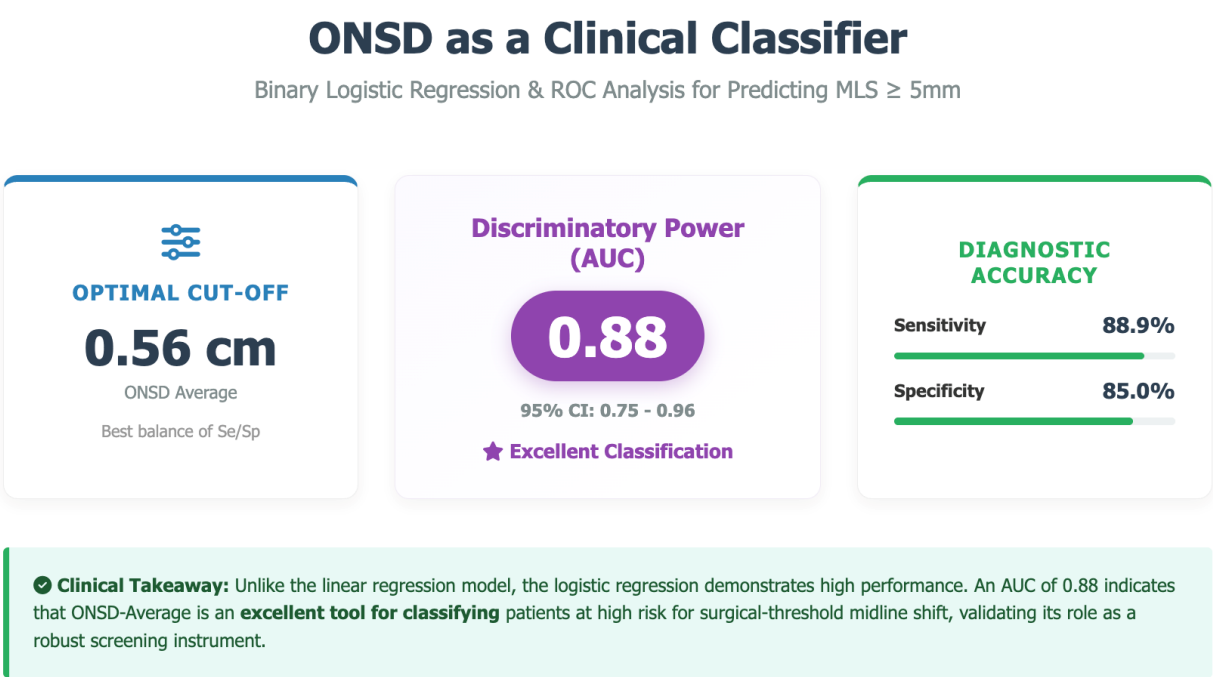 ONSD as a Clinical Classifier
Binary Logistic Regression & ROC Analysis for Predicting MLS ≥ 5mm
OPTIMAL CUT-OFF
0.56 cm
ONSD Average
Best balance of Se/Sp
Discriminatory Power
(AUC)
0.88
95% CI: 0.75 - 0.96
Excellent Classification
DIAGNOSTIC
ACCURACY
Sensitivity 88.9%
Specificity 85.0%
Clinical Takeaway: Unlike the linear regression model, the logistic regression demonstrates high performance. An AUC of 0.88 indicates
that ONSD-Average is an excellent tool for classifying patients at high risk for surgical-threshold midline shift, validating its role as a
robust screening instrument.